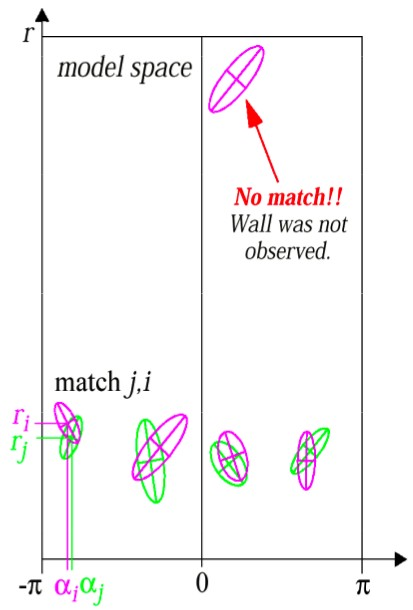 r
model space
No match!!
Wall was not
observed.
match j,i
r_i
r_j
-π α_i α_j 0 π